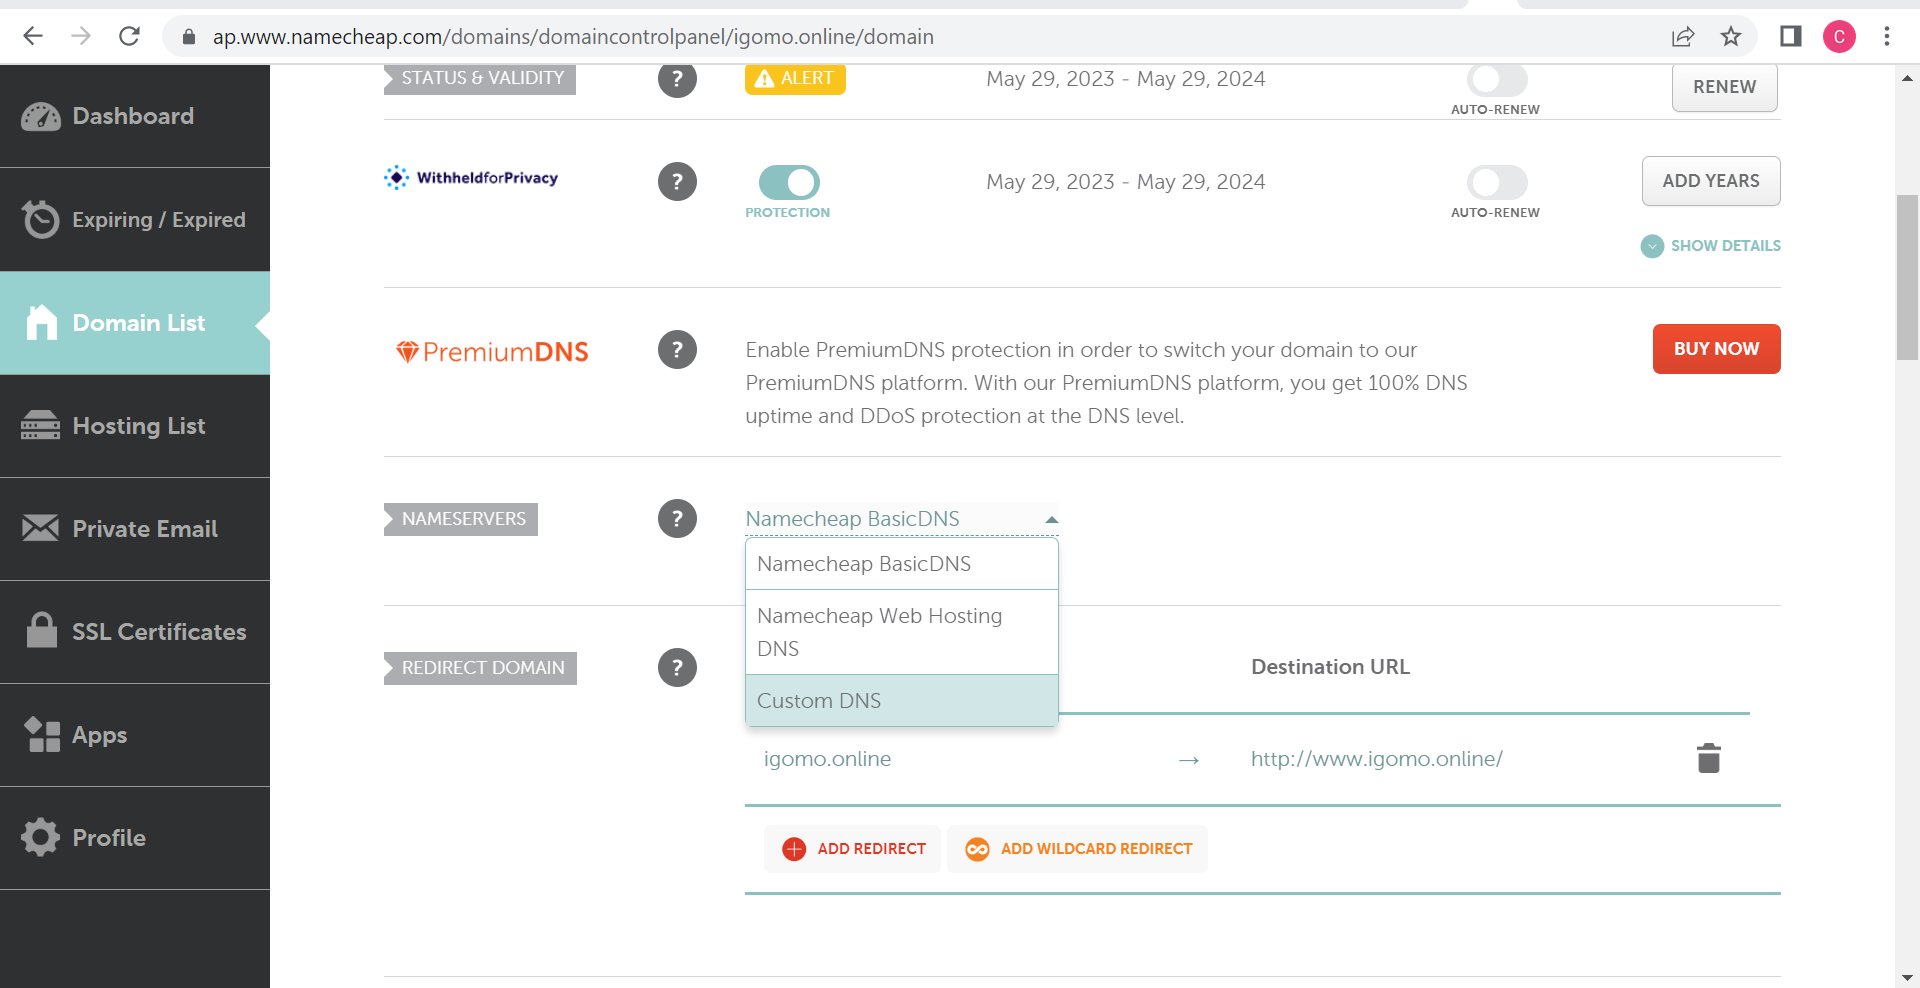 ap.www.namecheap.com/domains/domaincontrolpanel/igomo.online/domain
C
Dashboard
Expiring / Expired
Domain List
Hosting List
Private Email
SSL Certificates
Apps
Profile
STATUS & VALIDITY
?
ALERT
May 29, 2023 - May 29, 2024
AUTO-RENEW
RENEW
WithheldforPrivacy
?
PROTECTION
May 29, 2023 - May 29, 2024
AUTO-RENEW
ADD YEARS
SHOW DETAILS
PremiumDNS
?
Enable PremiumDNS protection in order to switch your domain to our
PremiumDNS platform. With our PremiumDNS platform, you get 100% DNS
uptime and DDoS protection at the DNS level.
BUY NOW
NAMESERVERS
?
Namecheap BasicDNS
Namecheap BasicDNS
Namecheap Web Hosting
DNS
Custom DNS
REDIRECT DOMAIN
?
Destination URL
igomo.online
→
http://www.igomo.online/
ADD REDIRECT
ADD WILDCARD REDIRECT